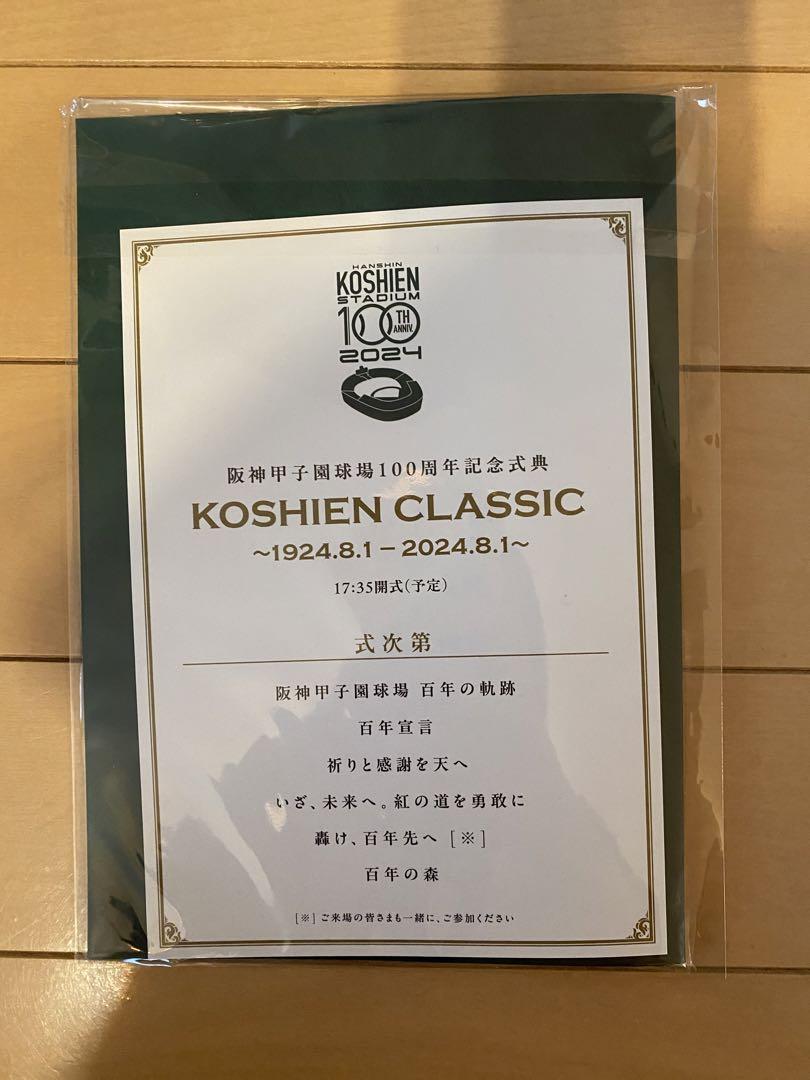 HANSHIN
KOSHIEN
STADIUM
100TH ANNIV.
2024
阪神甲子園球場100周年記念式典
KOSHIEN CLASSIC
〜1924.8.1－2024.8.1〜
17:35開式(予定)
式次第
阪神甲子園球場 百年の軌跡
百年宣言
祈りと感謝を天へ
いざ、未来へ。紅の道を勇敢に
轟け、百年先へ [※]
百年の森
[※]ご来場の皆さまも一緒に、ご参加ください